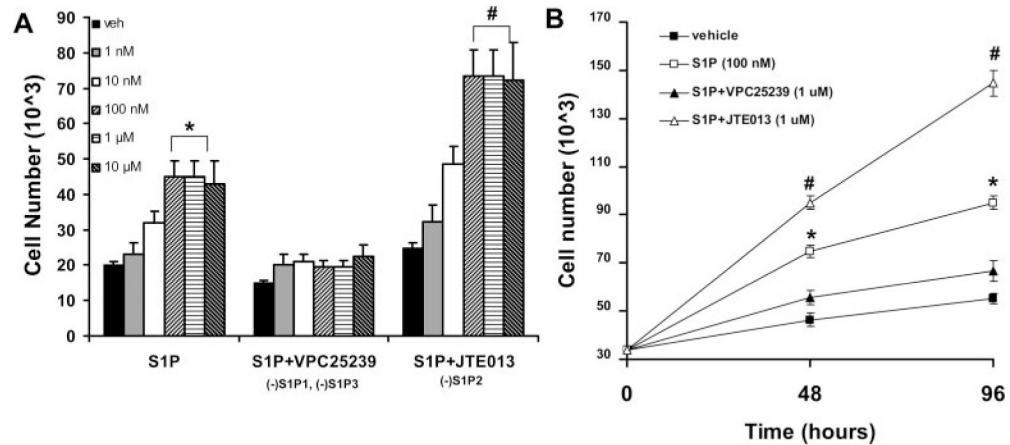 A
90
80
70
60
50
40
30
20
10
0
Cell Number (10^3)
veh
1 nM
10 nM
100 nM
1 µM
10 µM
*
#
S1P
S1P+VPC25239
(-)S1P1, (-)S1P3
S1P+JTE013
(-)S1P2
B
170
150
130
110
90
70
50
30
Cell number (10^3)
vehicle
S1P (100 nM)
S1P+VPC25239 (1 uM)
S1P+JTE013 (1 uM)
#
*
#
*
0
48
96
Time (hours)